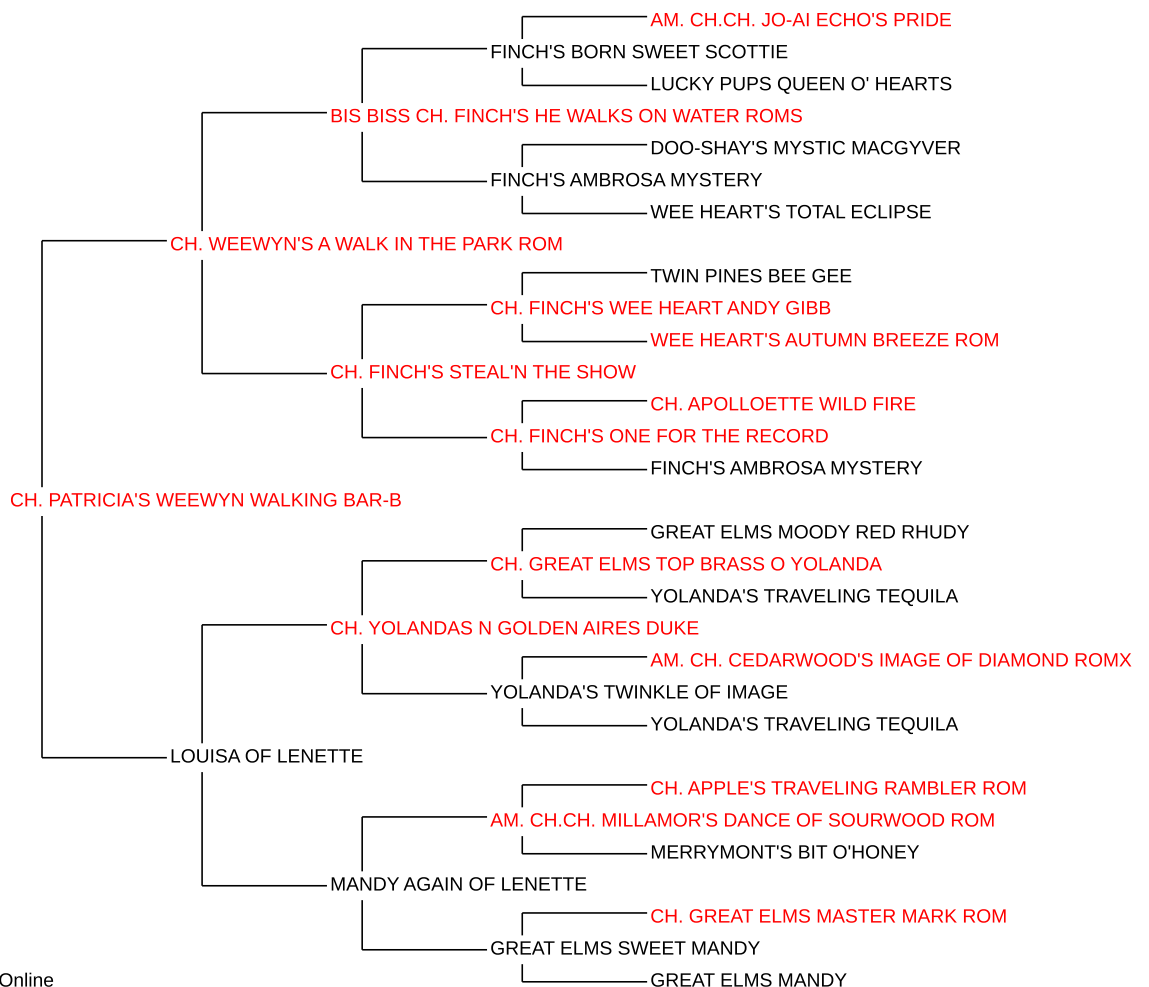 AM. CH.CH. JO-AI ECHO'S PRIDE
FINCH'S BORN SWEET SCOTTIE
LUCKY PUPS QUEEN O' HEARTS
BIS BISS CH. FINCH'S HE WALKS ON WATER ROMS
DOO-SHAY'S MYSTIC MACGYVER
FINCH'S AMBROSA MYSTERY
WEE HEART'S TOTAL ECLIPSE
CH. WEEWYN'S A WALK IN THE PARK ROM
TWIN PINES BEE GEE
CH. FINCH'S WEE HEART ANDY GIBB
WEE HEART'S AUTUMN BREEZE ROM
CH. FINCH'S STEAL'N THE SHOW
CH. APOLLOETTE WILD FIRE
CH. FINCH'S ONE FOR THE RECORD
FINCH'S AMBROSA MYSTERY
CH. PATRICIA'S WEEWYN WALKING BAR-B
GREAT ELMS MOODY RED RHUDY
CH. GREAT ELMS TOP BRASS O YOLANDA
YOLANDA'S TRAVELING TEQUILA
CH. YOLANDAS N GOLDEN AIRES DUKE
AM. CH. CEDARWOOD'S IMAGE OF DIAMOND ROMX
YOLANDA'S TWINKLE OF IMAGE
YOLANDA'S TRAVELING TEQUILA
LOUISA OF LENETTE
CH. APPLE'S TRAVELING RAMBLER ROM
AM. CH.CH. MILLAMOR'S DANCE OF SOURWOOD ROM
MERRYMONT'S BIT O'HONEY
MANDY AGAIN OF LENETTE
CH. GREAT ELMS MASTER MARK ROM
GREAT ELMS SWEET MANDY
GREAT ELMS MANDY
Online